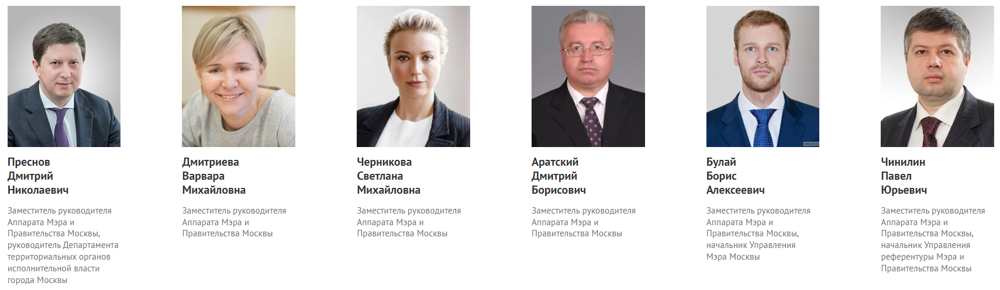 Преснов
Дмитрий
Николаевич
Заместитель руководителя
Аппарата Мэра и
Правительства Москвы,
руководитель Департамента
территориальных органов
исполнительной власти
города Москвы
Дмитриева
Варвара
Михайловна
Заместитель руководителя
Аппарата Мэра и
Правительства Москвы
Черникова
Светлана
Михайловна
Заместитель руководителя
Аппарата Мэра и
Правительства Москвы
Аратский
Дмитрий
Борисович
Заместитель руководителя
Аппарата Мэра и
Правительства Москвы
Булай
Борис
Алексеевич
Заместитель руководителя
Аппарата Мэра и
Правительства Москвы,
начальник Управления
Мэра Москвы
Чинилин
Павел
Юрьевич
Заместитель руководителя
Аппарата Мэра и
Правительства Москвы,
начальник Управления
референтуры Мэра и
Правительства Москвы